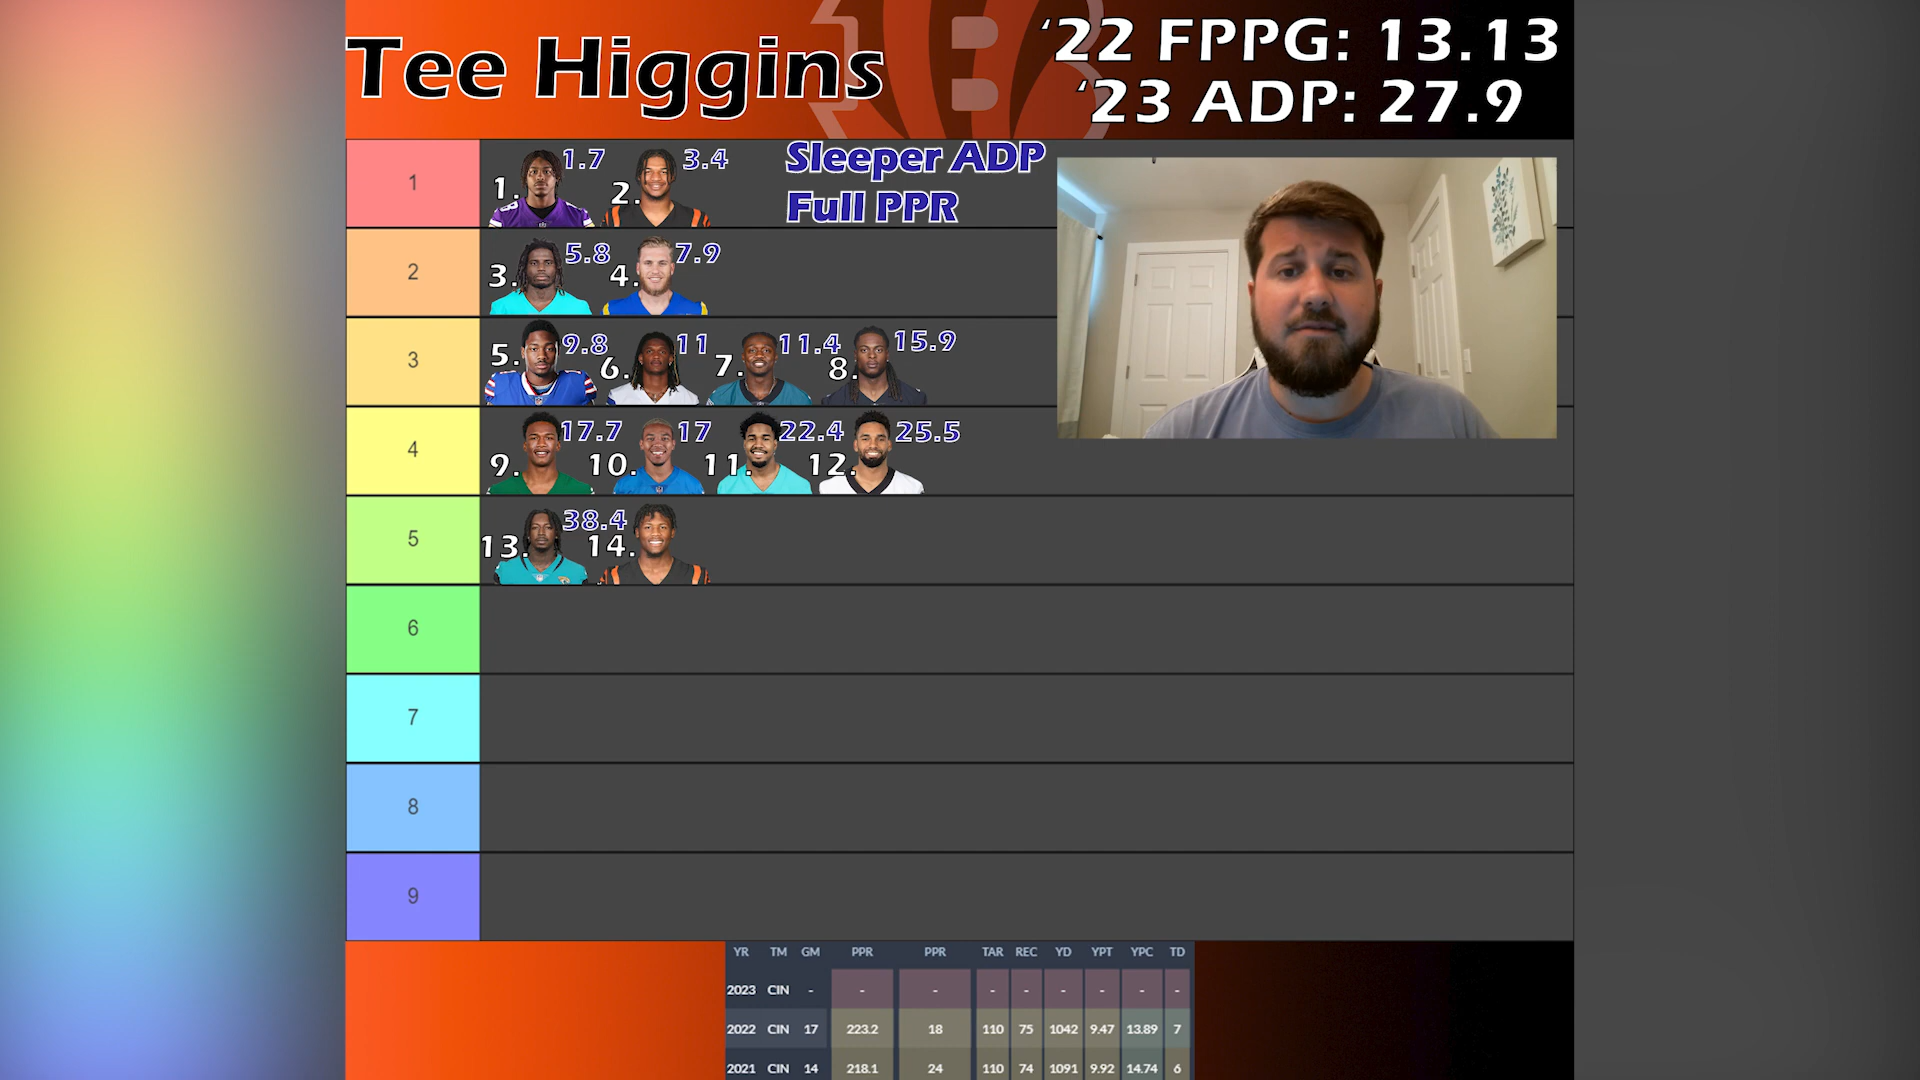 Tee Higgins
‘22 FPPG: 13.13
‘23 ADP: 27.9
Sleeper ADP
Full PPR
1
1. 1.7 2. 3.4
2
3. 5.8 4. 7.9
3
5. 9.8 6. 11 7. 11.4 8. 15.9
4
9. 17.7 10. 17 11. 22.4 12. 25.5
5
13. 38.4 14.
6
7
8
9
YR TM GM PPR PPR TAR REC YD YPT YPC TD
2023 CIN - - - - - - - - -
2022 CIN 17 223.2 18 110 75 1042 9.47 13.89 7
2021 CIN 14 218.1 24 110 74 1091 9.92 14.74 6